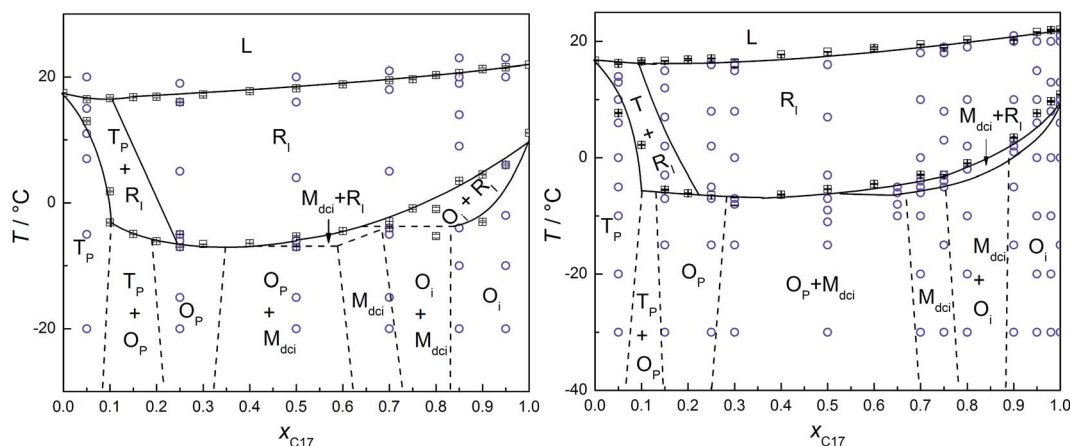 L
20
T_P
+
R_I
R_I
M_dci+R_I
O_i + R_I
0
T / °C
T_P
T_P
+
O_P
O_P
O_P
+
M_dci
M_dci
O_i
+
M_dci
O_i
-20
0.0 0.1 0.2 0.3 0.4 0.5 0.6 0.7 0.8 0.9 1.0
x_C17
20
L
T + R_I
R_I
M_dci+R_I
0
T / °C
T_P
T_P
+
O_P
O_P
O_P+M_dci
M_dci
M_dci
+
O_i
O_i
-20
-40
0.0 0.1 0.2 0.3 0.4 0.5 0.6 0.7 0.8 0.9 1.0
x_C17